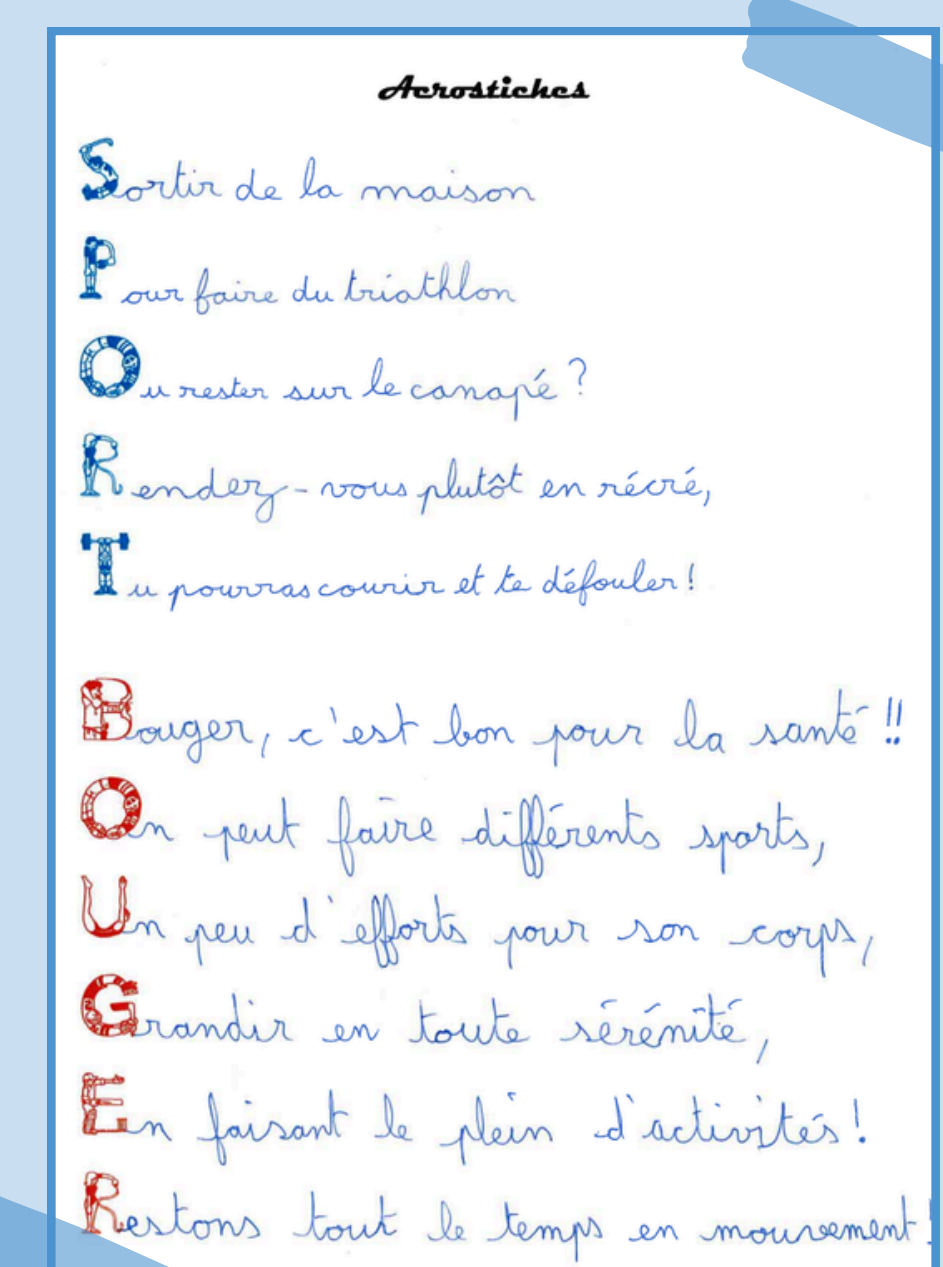 Acrostiches
Sortir de la maison
Pour faire du triathlon
Ou rester sur le canapé ?
Rendez-vous plutôt en récré,
Tu pourras courir et te défouler !
Bouger, c'est bon pour la santé !!
On peut faire différents sports,
Un peu d'efforts pour son corps,
Grandir en toute sérénité,
En faisant le plein d'activités !
Restons tout le temps en mouvement !